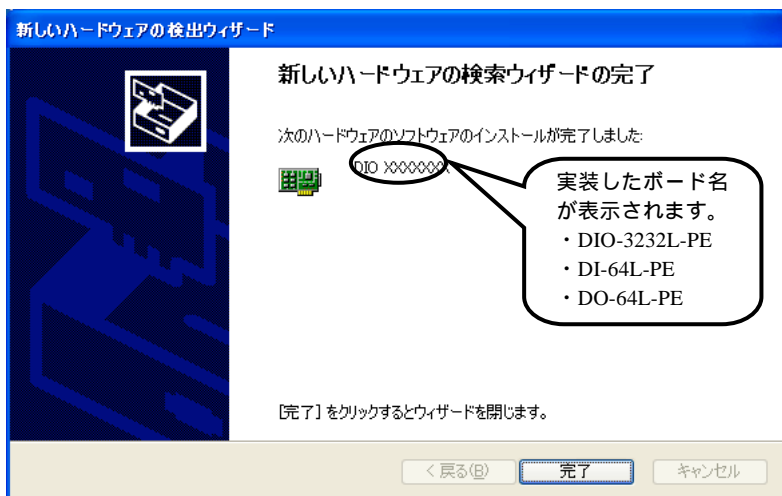 新しいハードウェアの検出ウィザード
新しいハードウェアの検索ウィザードの完了
次のハードウェアのソフトウェアのインストールが完了しました:
DIO XXXXXXX
実装したボード名
が表示されます。
・DIO-3232L-PE
・DI-64L-PE
・DO-64L-PE
[完了] をクリックするとウィザードを閉じます。
< 戻る(B)
完了
キャンセル